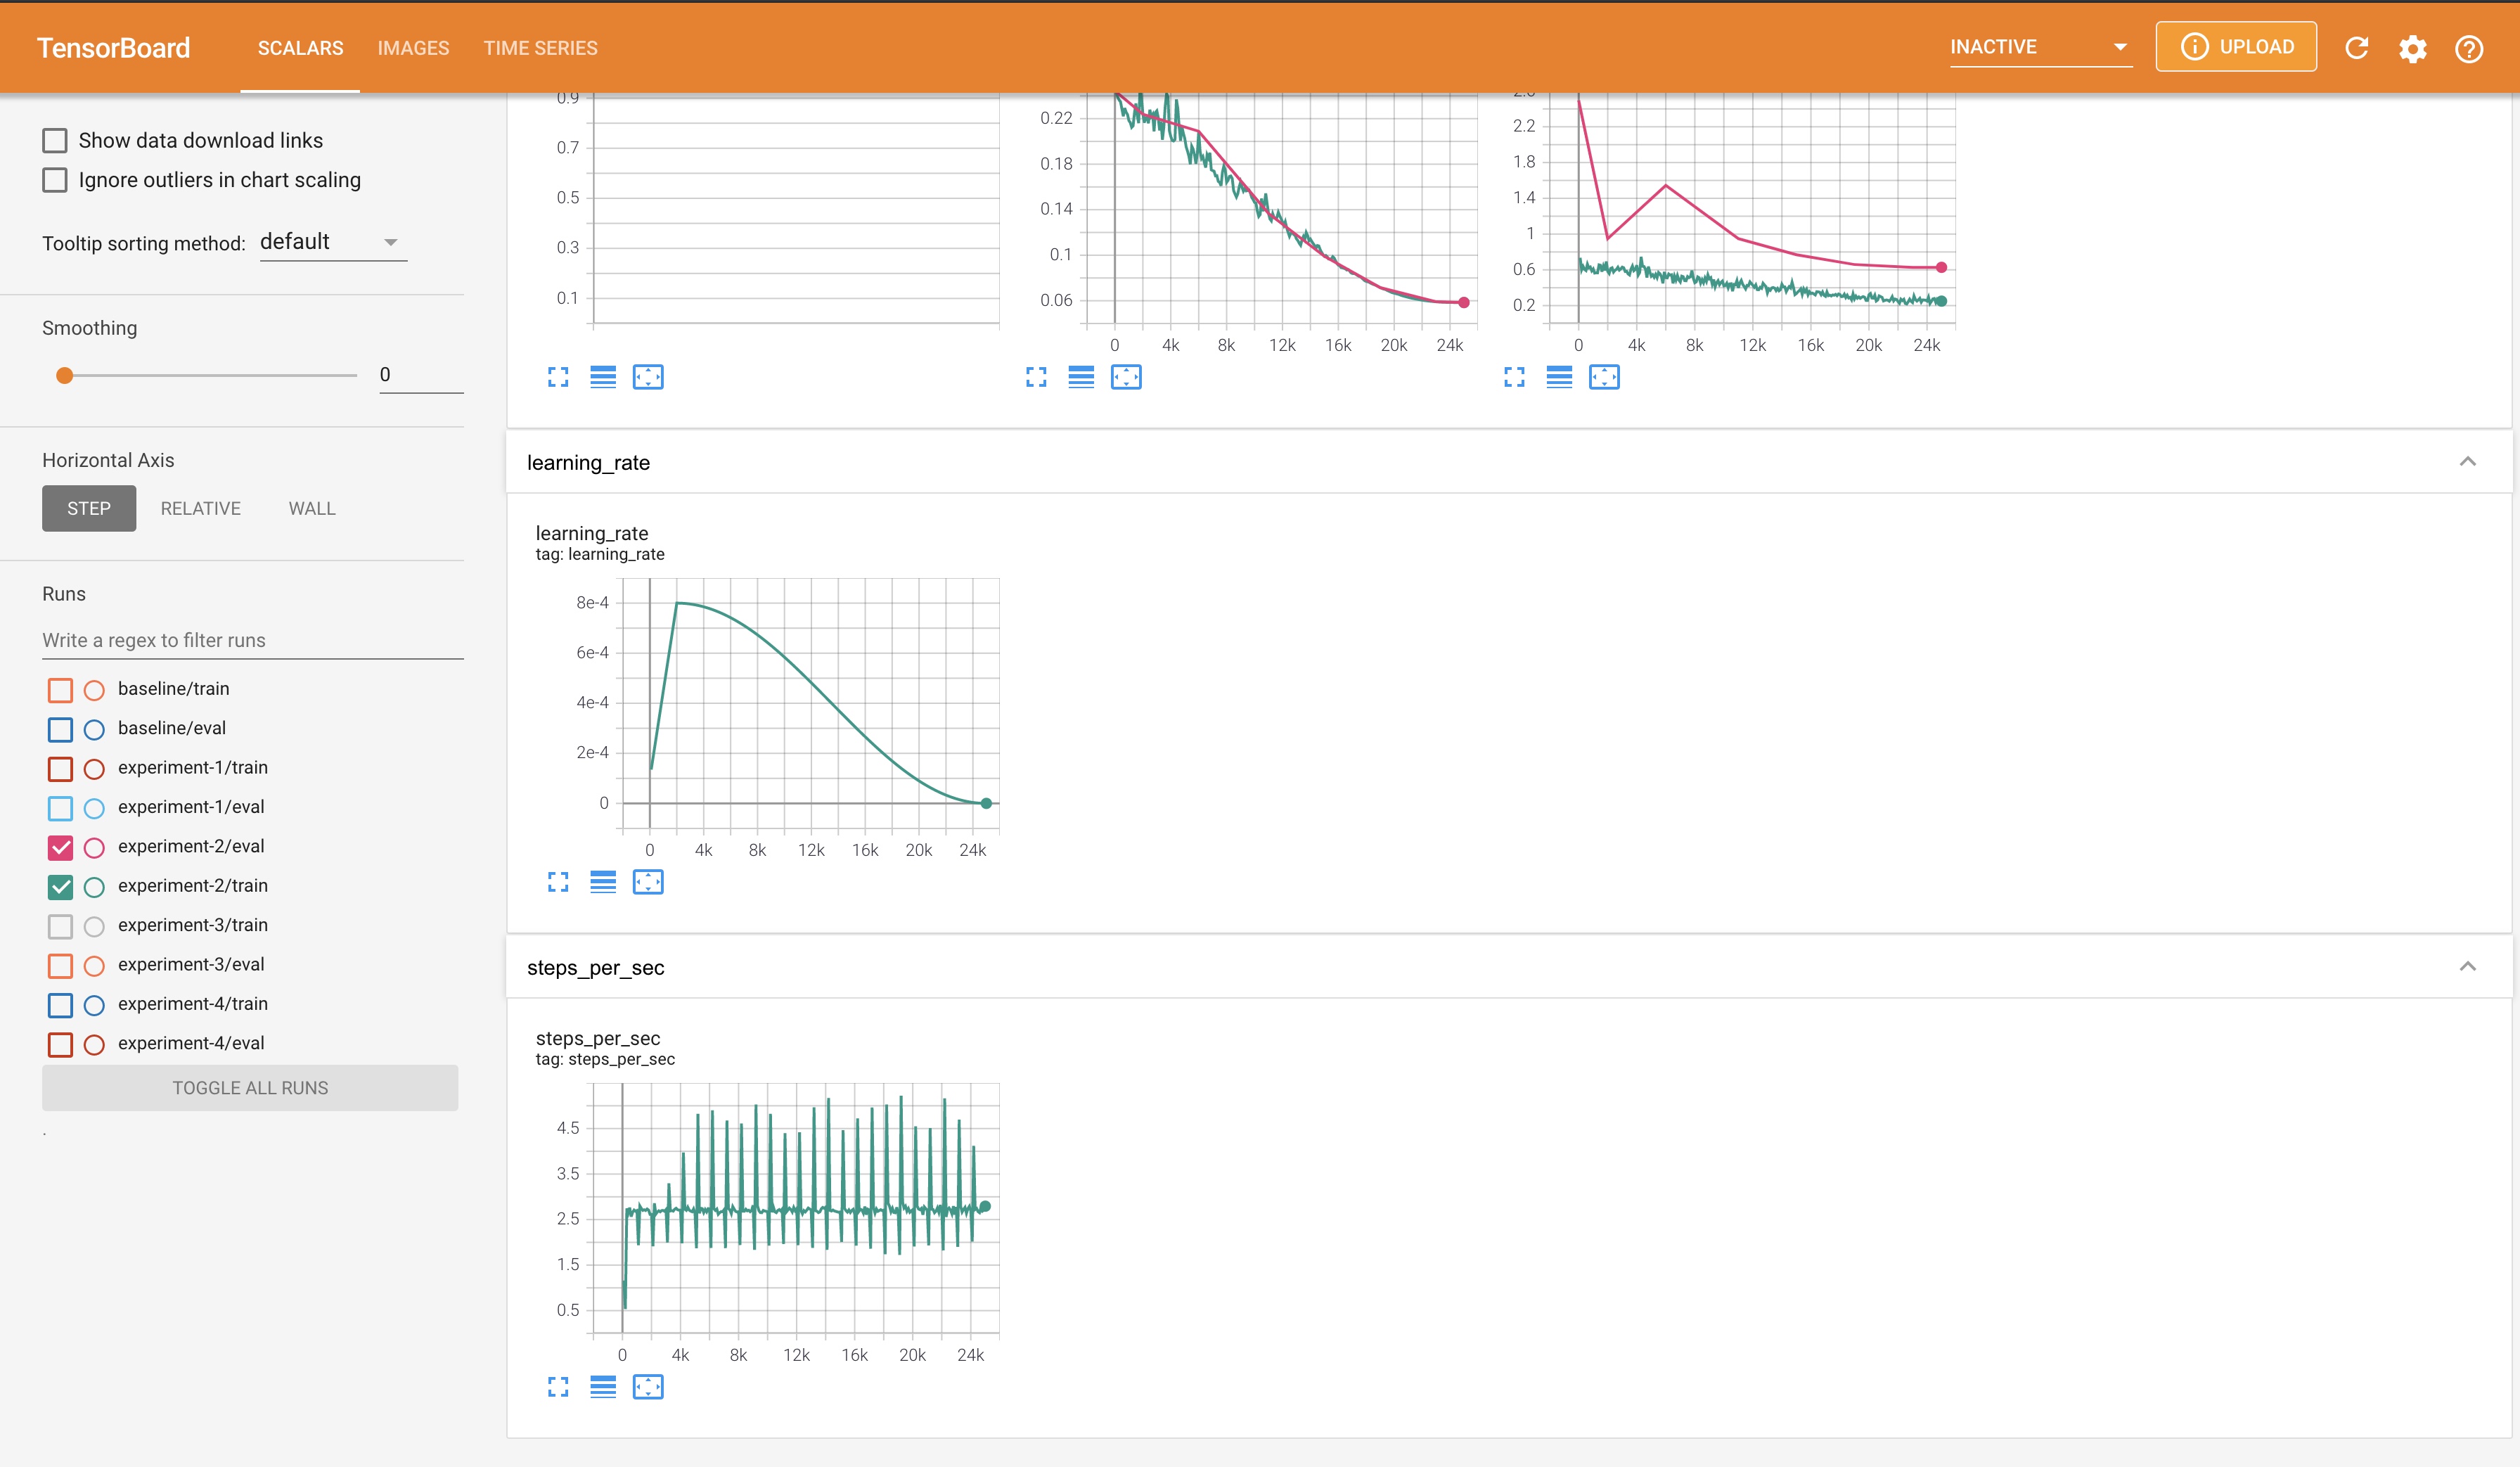 TensorBoard SCALARS IMAGES TIME SERIES INACTIVE UPLOAD
Show data download links
Ignore outliers in chart scaling
Tooltip sorting method: default
Smoothing
0
Horizontal Axis
STEP RELATIVE WALL
Runs
Write a regex to filter runs
baseline/train
baseline/eval
experiment-1/train
experiment-1/eval
experiment-2/eval
experiment-2/train
experiment-3/train
experiment-3/eval
experiment-4/train
experiment-4/eval
TOGGLE ALL RUNS
0.9
0.7
0.5
0.3
0.1
0.22
0.18
0.14
0.1
0.06
0 4k 8k 12k 16k 20k 24k
2.2
1.8
1.4
1
0.6
0.2
0 4k 8k 12k 16k 20k 24k
learning_rate
learning_rate
tag: learning_rate
8e-4
6e-4
4e-4
2e-4
0
0 4k 8k 12k 16k 20k 24k
steps_per_sec
steps_per_sec
tag: steps_per_sec
4.5
3.5
2.5
1.5
0.5
0 4k 8k 12k 16k 20k 24k